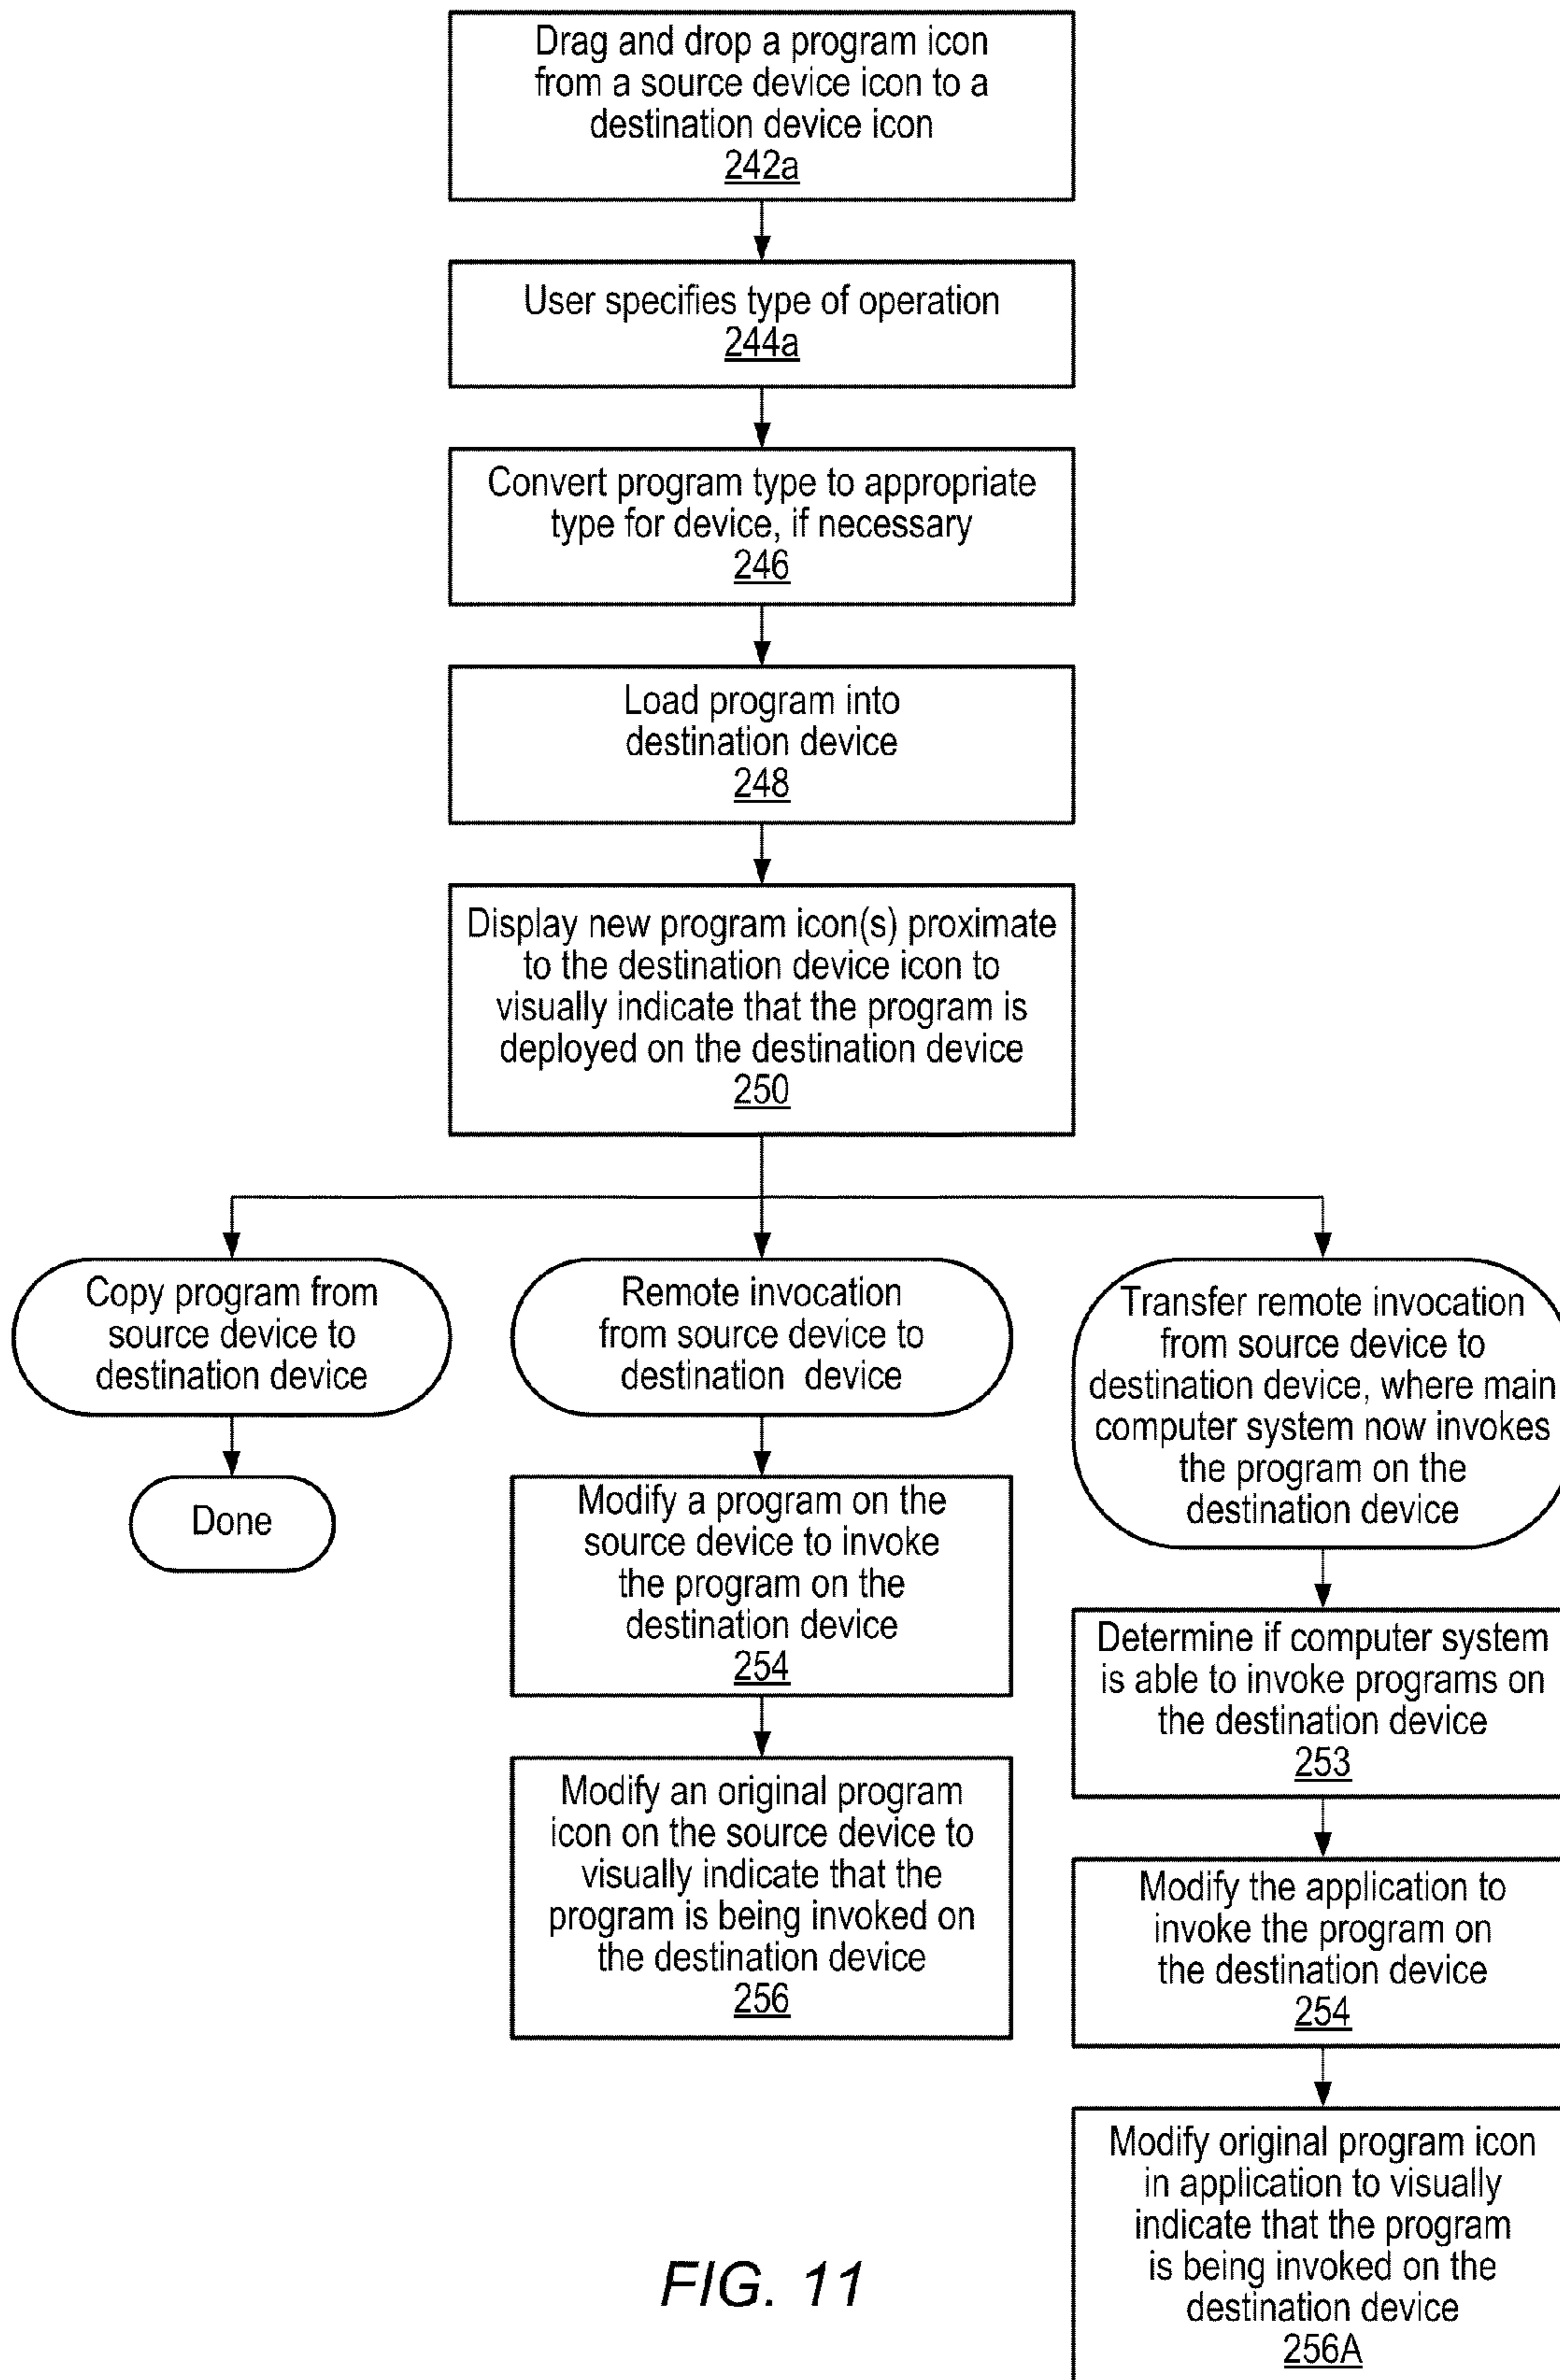 Drag and drop a program icon
from a source device icon to a
destination device icon
242a
User specifies type of operation
244a
Convert program type to appropriate
type for device, if necessary
246
Load program into
destination device
248
Display new program icon(s) proximate
to the destination device icon to
visually indicate that the program is
deployed on the destination device
250
Copy program from
source device to
destination device
Done
Remote invocation
from source device to
destination device
Modify a program on the
source device to invoke
the program on the
destination device
254
Modify an original program
icon on the source device to
visually indicate that the
program is being invoked on
the destination device
256
Transfer remote invocation
from source device to
destination device, where main
computer system now invokes
the program on the
destination device
Determine if computer system
is able to invoke programs on
the destination device
253
Modify the application to
invoke the program on
the destination device
254
Modify original program icon
in application to visually
indicate that the program
is being invoked on the
destination device
256A
FIG. 11